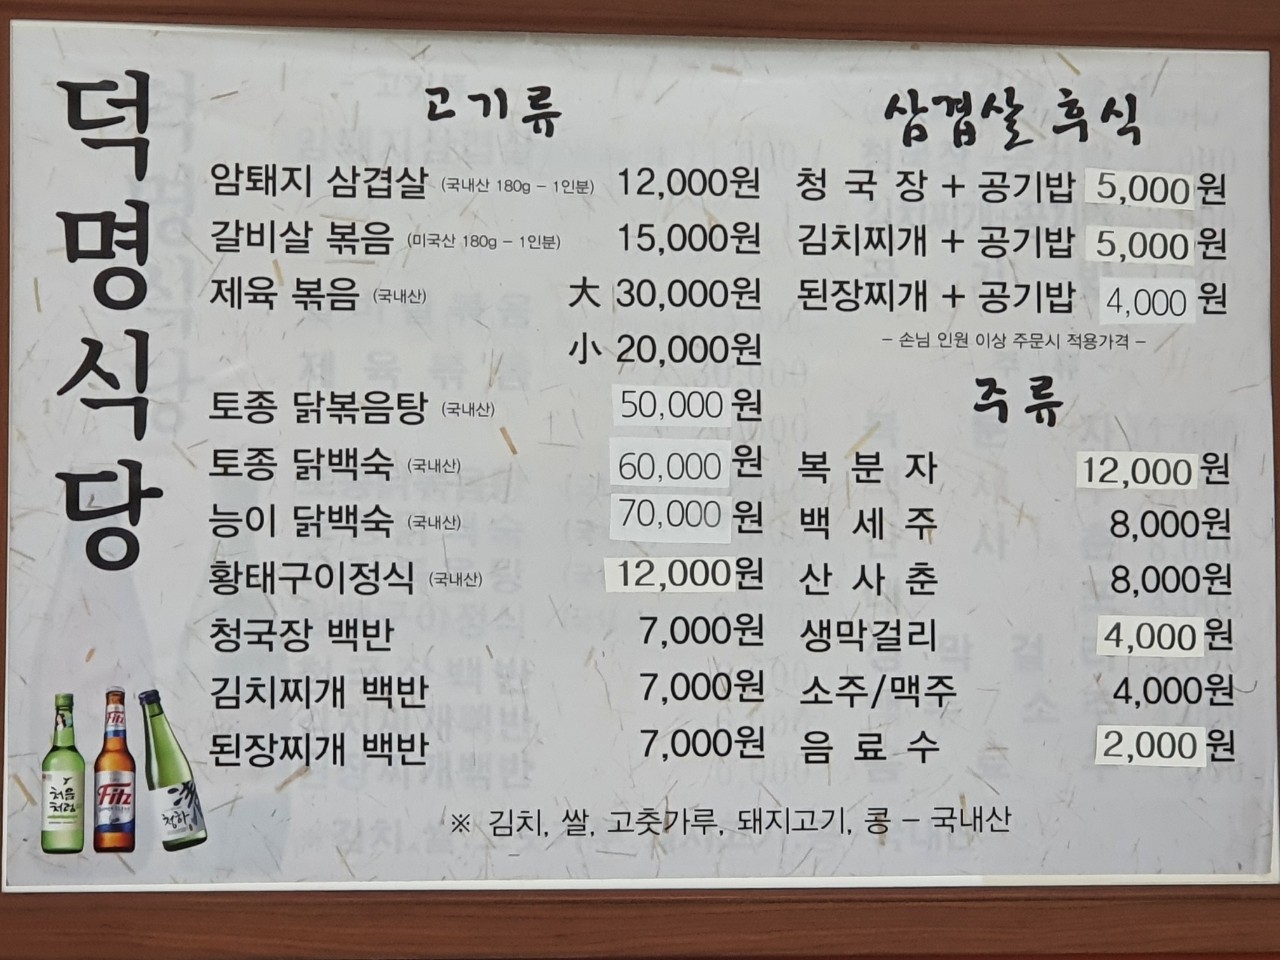 덕명식당
고기류
암퇘지 삼겹살 (국내산 180g - 1인분) 12,000원
갈비살 볶음 (미국산 180g - 1인분) 15,000원
제육 볶음 (국내산) 大 30,000원
小 20,000원
토종 닭볶음탕 (국내산) 50,000원
토종 닭백숙 (국내산) 60,000원
능이 닭백숙 (국내산) 70,000원
황태구이정식 (국내산) 12,000원
청국장 백반 7,000원
김치찌개 백반 7,000원
된장찌개 백반 7,000원
삼겹살 후식
청국장 + 공기밥 5,000원
김치찌개 + 공기밥 5,000원
된장찌개 + 공기밥 4,000원
- 손님 인원 이상 주문시 적용가격 -
주류
복분자 12,000원
백세주 8,000원
산사춘 8,000원
생막걸리 4,000원
소주/맥주 4,000원
음료수 2,000원
※ 김치, 쌀, 고춧가루, 돼지고기, 콩 - 국내산
처음
처럼
Fitz
Fitz
청하